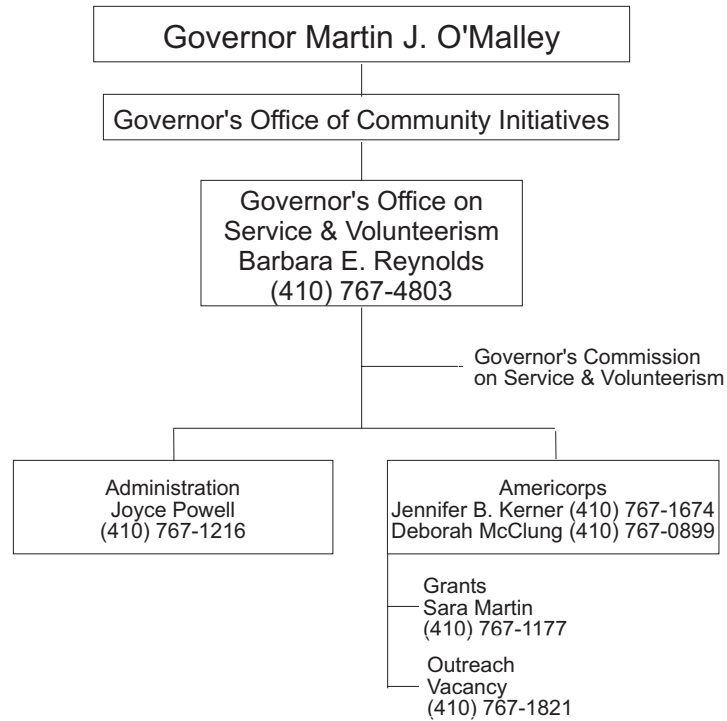 Governor Martin J. O'Malley
Governor's Office of Community Initiatives
Governor's Office on
Service & Volunteerism
Barbara E. Reynolds
(410) 767-4803
Governor's Commission
on Service & Volunteerism
Administration
Joyce Powell
(410) 767-1216
Americorps
Jennifer B. Kerner (410) 767-1674
Deborah McClung (410) 767-0899
Grants
Sara Martin
(410) 767-1177
Outreach
Vacancy
(410) 767-1821